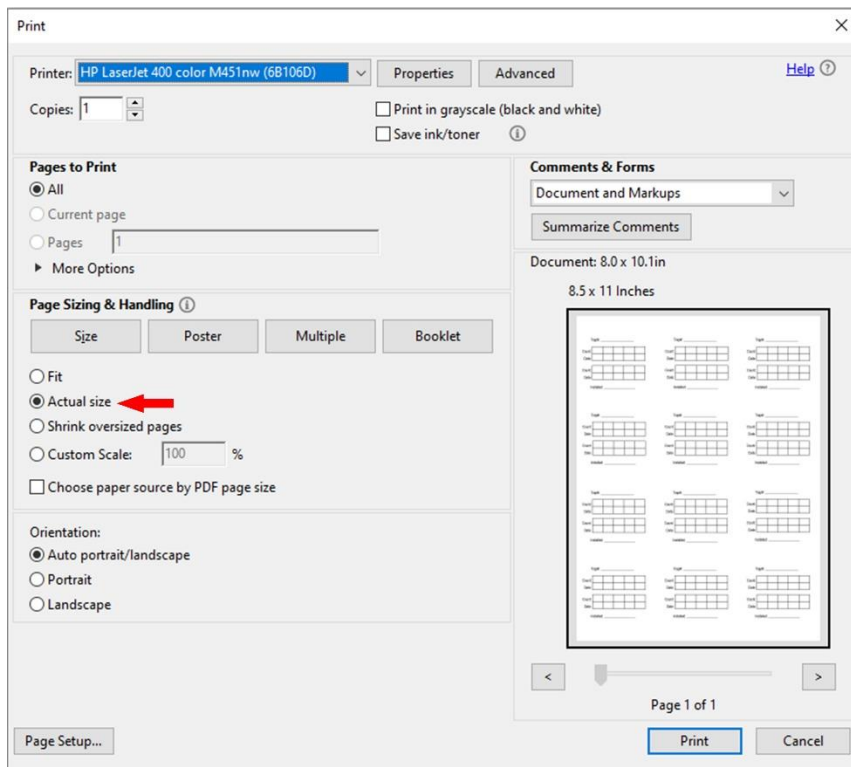 Print
Printer: HP LaserJet 400 color M451nw (6B106D) Properties Advanced Help
Copies: 1 Print in grayscale (black and white)
Save ink/toner
Pages to Print
All
Current page
Pages 1
More Options
Comments & Forms
Document and Markups
Summarize Comments
Page Sizing & Handling
Size Poster Multiple Booklet
Fit
Actual size
Shrink oversized pages
Custom Scale: 100 %
Choose paper source by PDF page size
Orientation:
Auto portrait/landscape
Portrait
Landscape
Document: 8.0 x 10.1in
8.5 x 11 Inches
< >
Page 1 of 1
Page Setup... Print Cancel